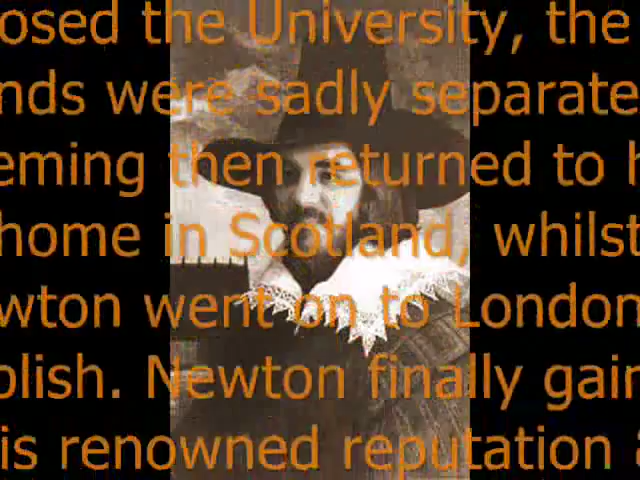 osed the University, the
nds were sadly separate
eming then returned to h
home in Scotland, whilst
wton went on to London
olish. Newton finally gain
is renowned reputation a